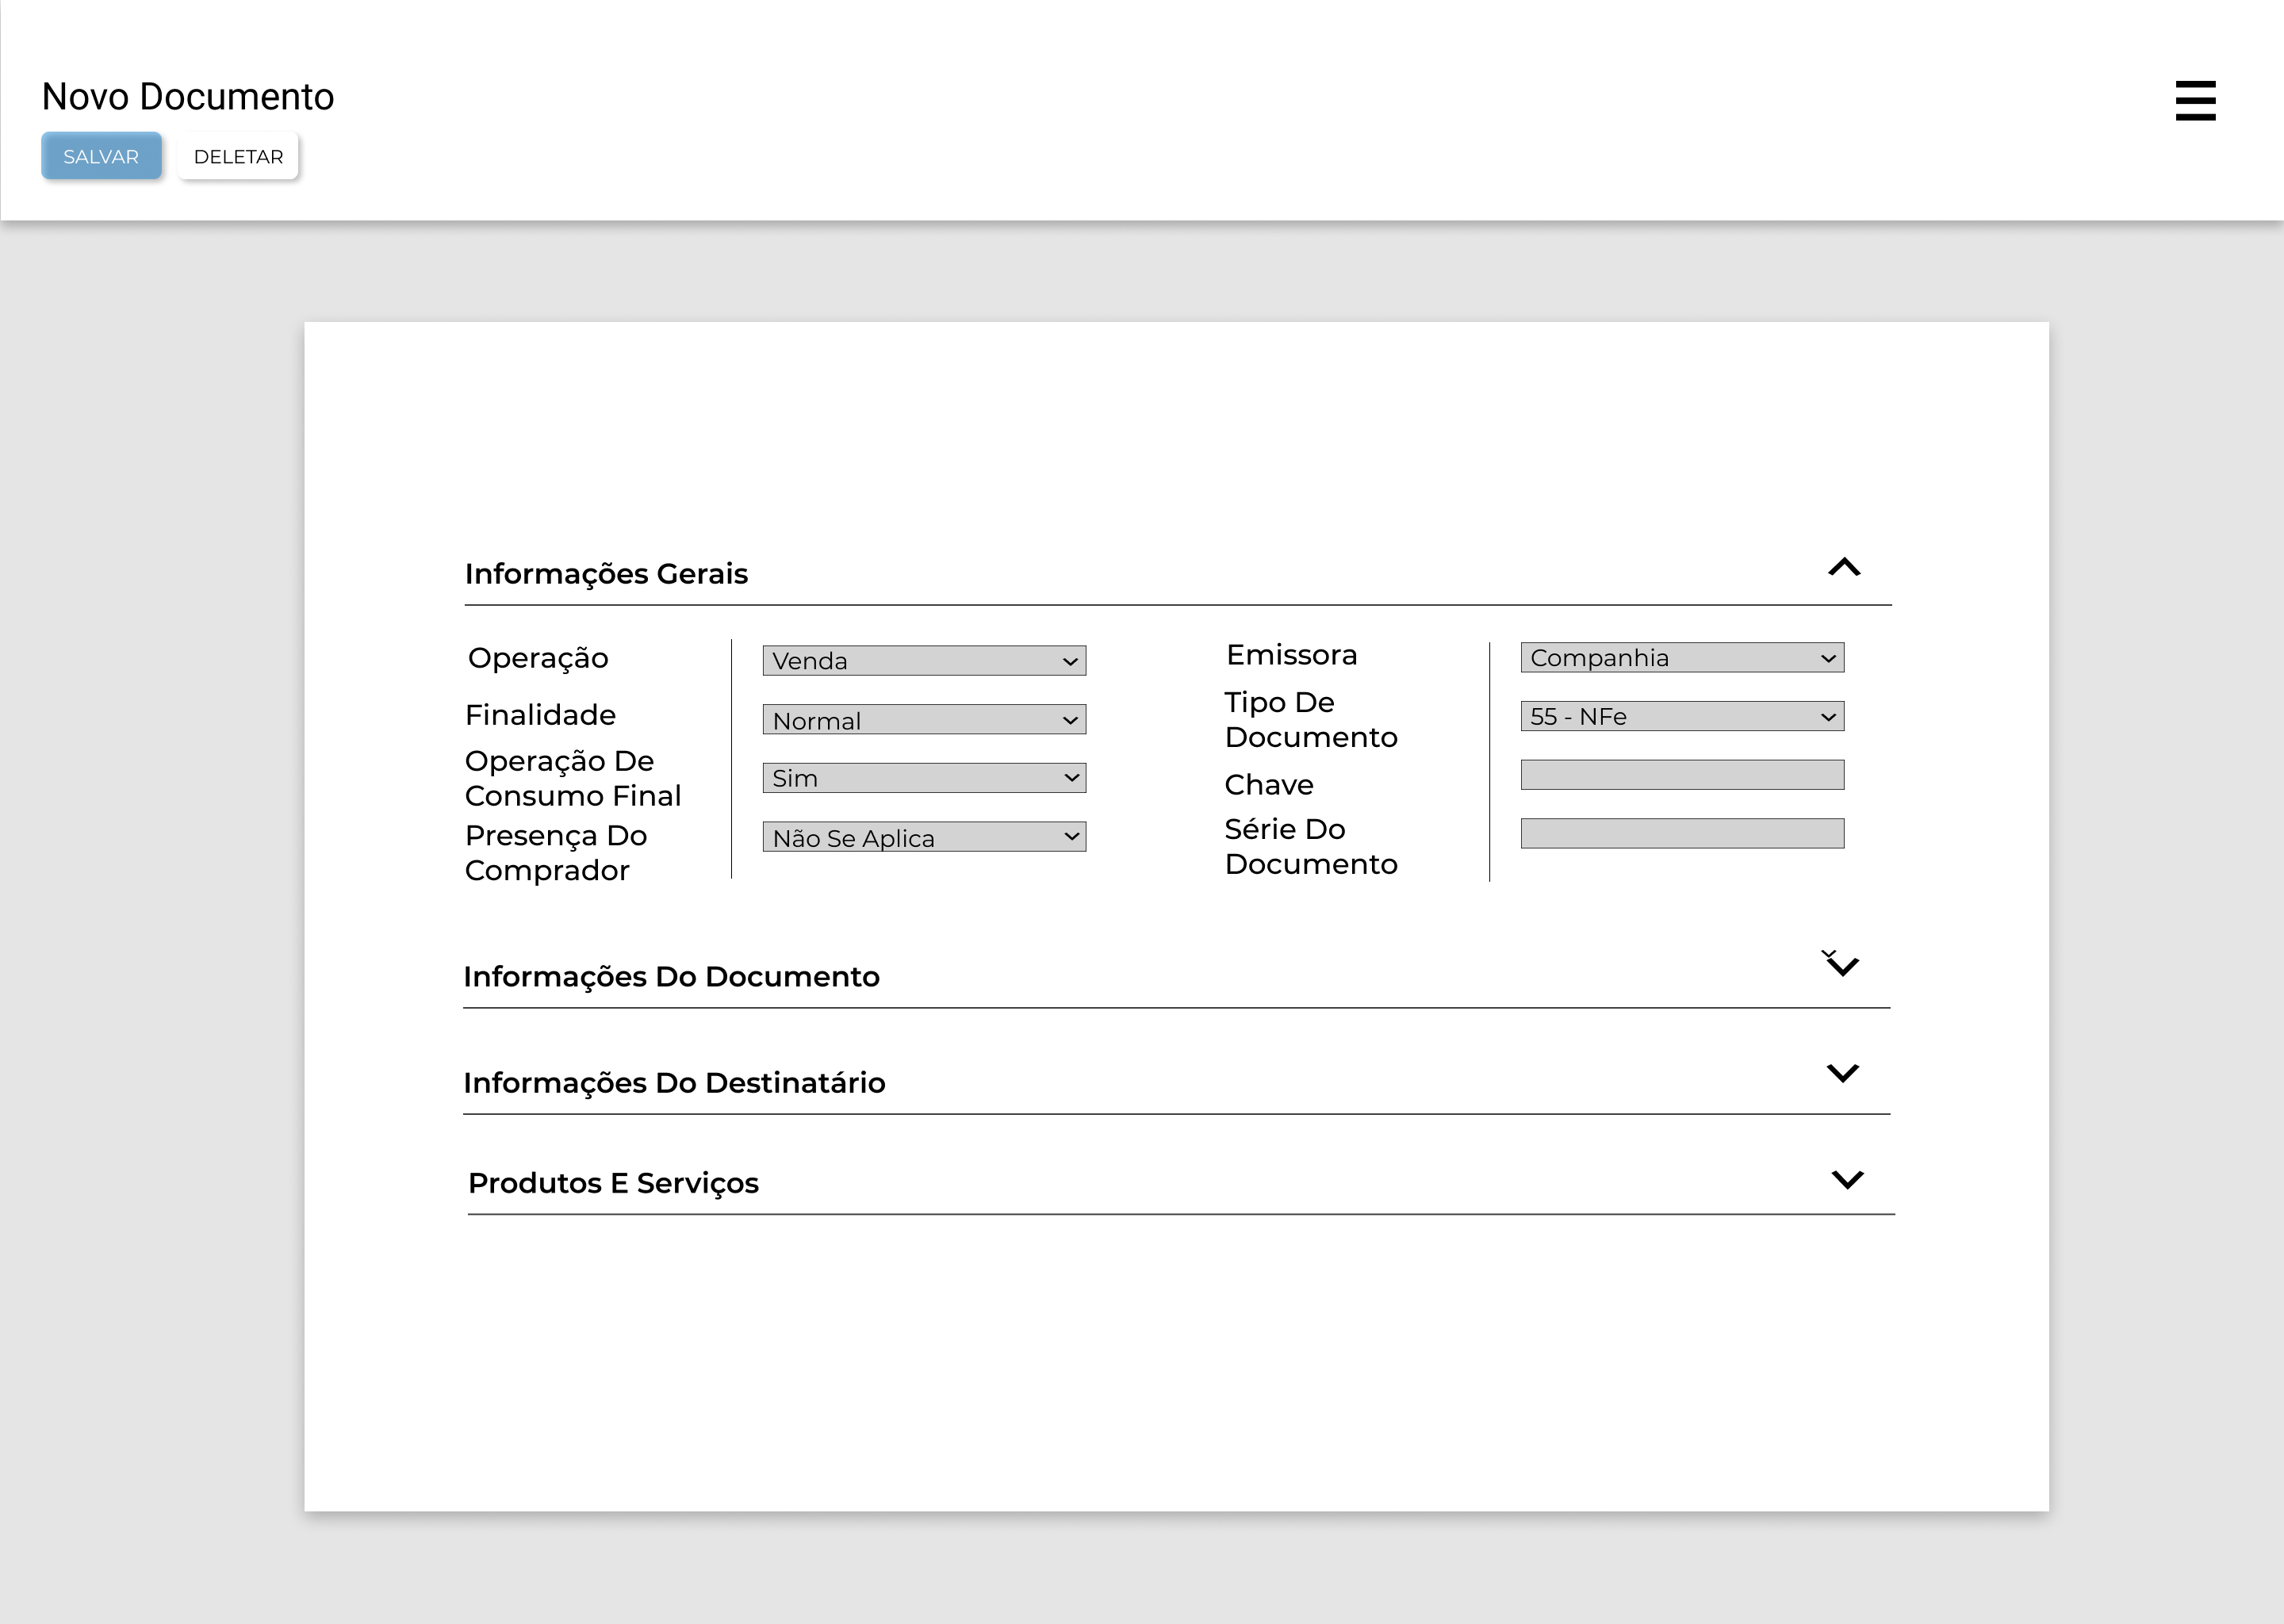 Novo Documento
SALVAR
DELETAR
Informações Gerais
Operação
Venda
Finalidade
Normal
Operação De
Consumo Final
Sim
Presença Do
Comprador
Não Se Aplica
Emissora
Companhia
Tipo De
Documento
55 - NFe
Chave
Série Do
Documento
Informações Do Documento
Informações Do Destinatário
Produtos E Serviços